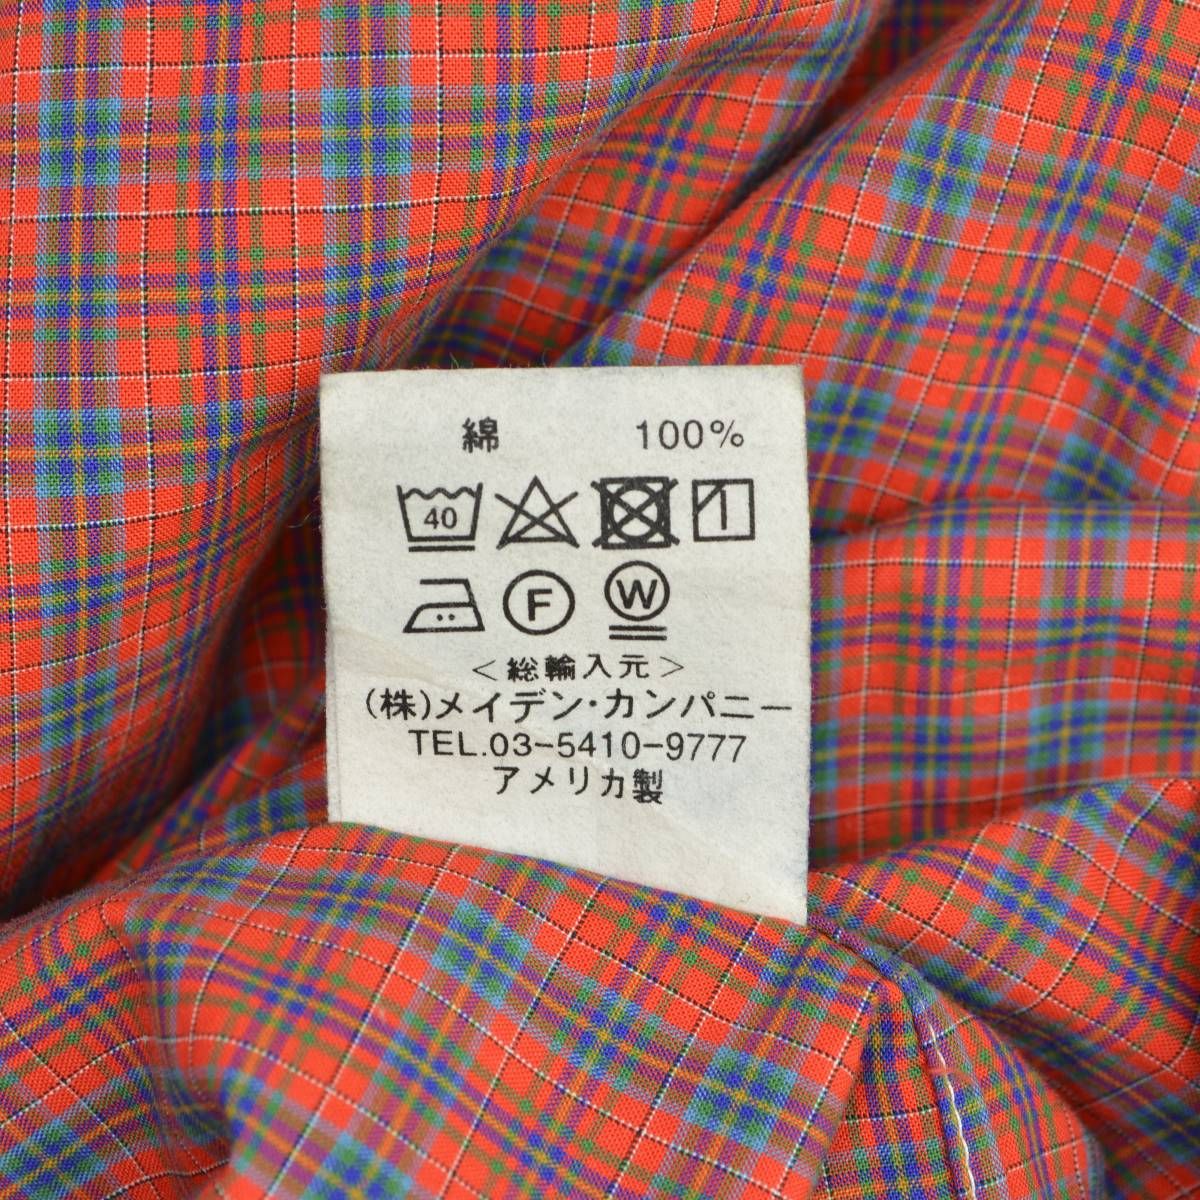 綿 100%
40
F W
<総輸入元>
(株)メイデン・カンパニー
TEL.03-5410-9777
アメリカ製